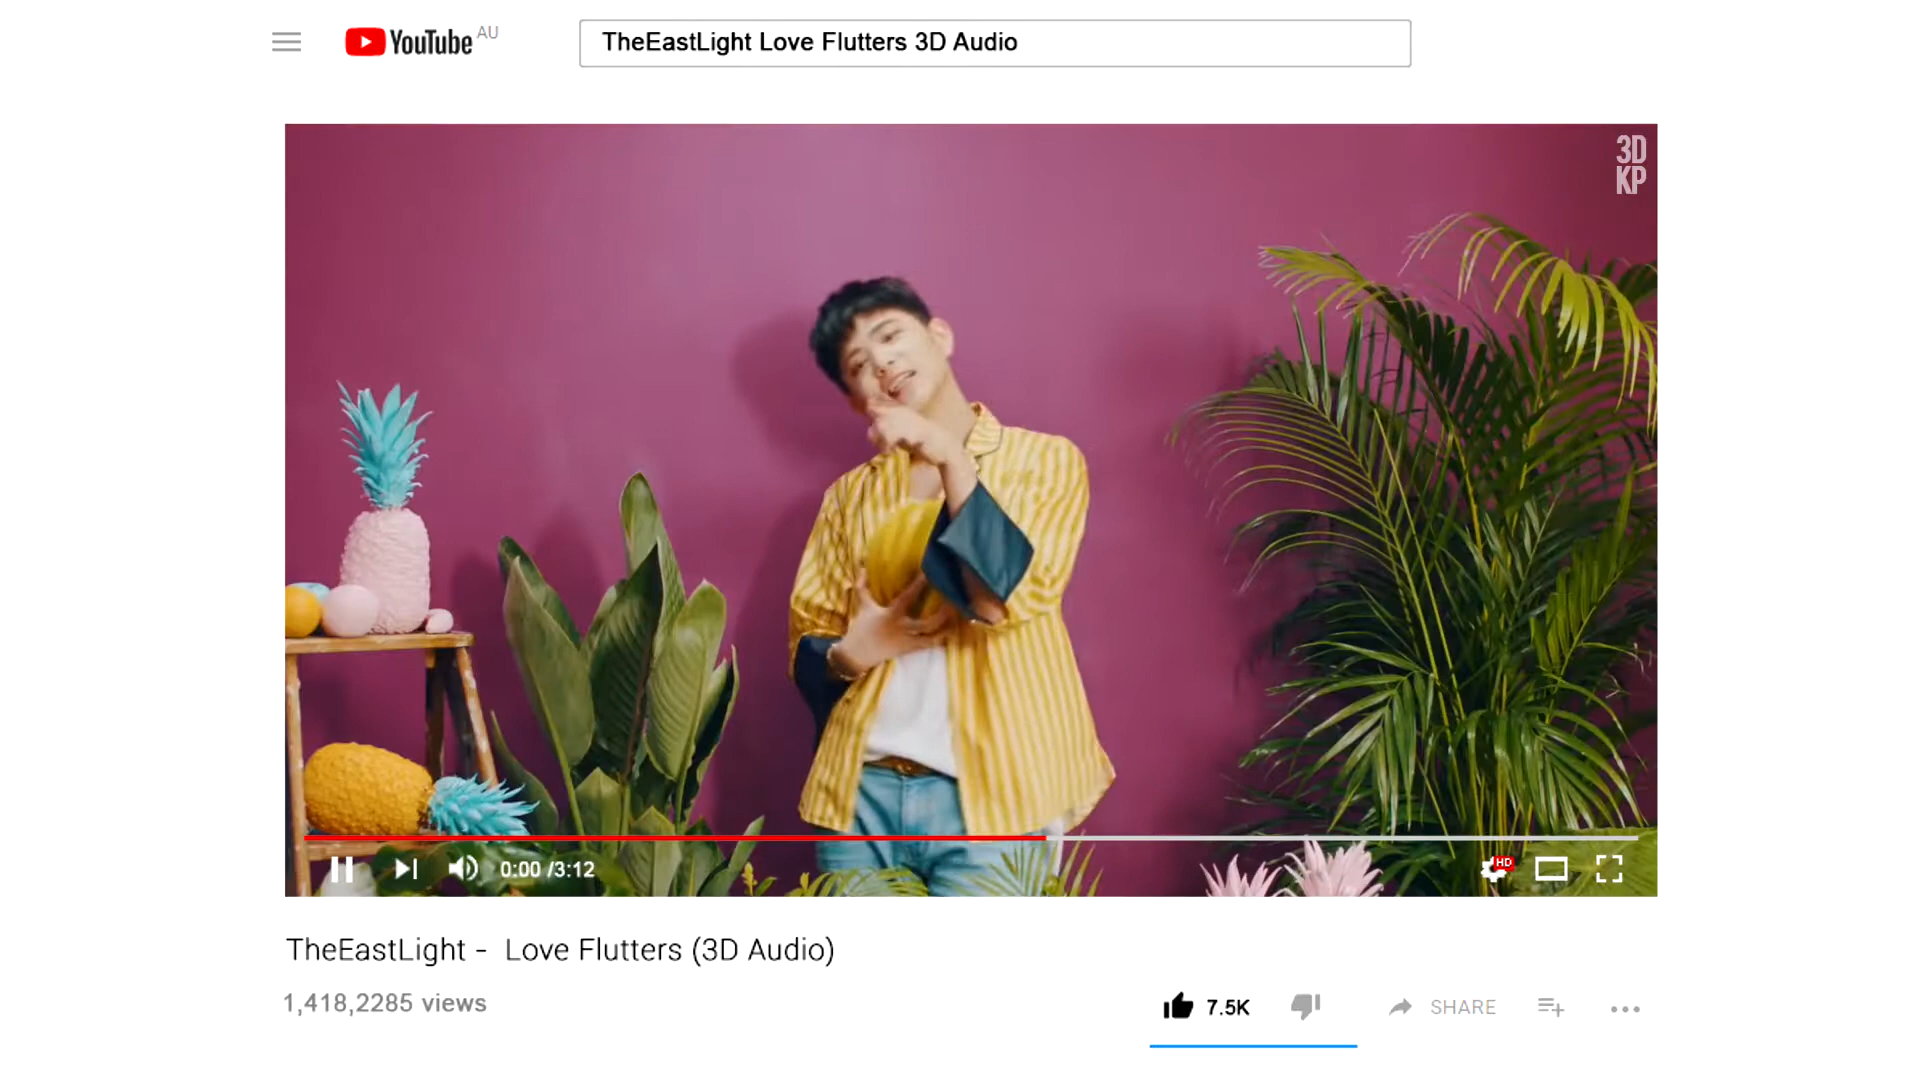 YouTube AU
TheEastLight Love Flutters 3D Audio
3D
KP
0:00 /3:12
HD
TheEastLight - Love Flutters (3D Audio)
1,418,2285 views
7.5K
SHARE